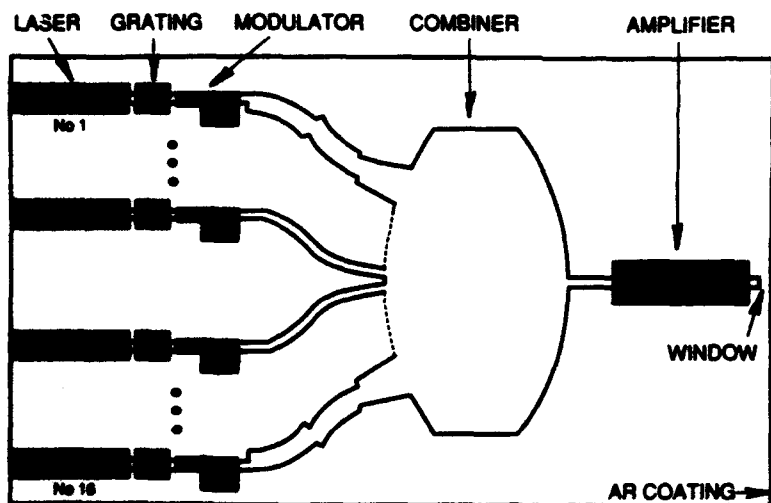 LASER GRATING MODULATOR COMBINER AMPLIFIER
No 1
WINDOW
No 16
AR COATING